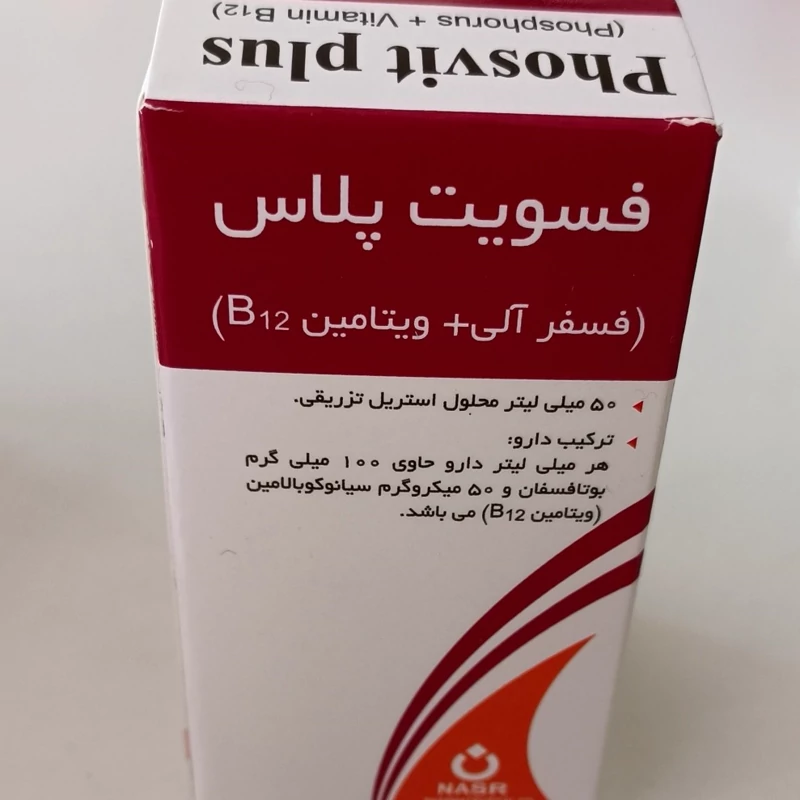 Phosvit plus
(Phosphorus + Vitamin B12)
فسویت پلاس
(فسفر آلی+ ویتامین B12)
۵۰ میلی لیتر محلول استریل تزریقی.
ترکیب دارو:
هر میلی لیتر دارو حاوی ۱۰۰ میلی گرم
بوتافسفان و ۵۰ میکروگرم سیانوکوبالامین
(ویتامین B12) می باشد.
NASR